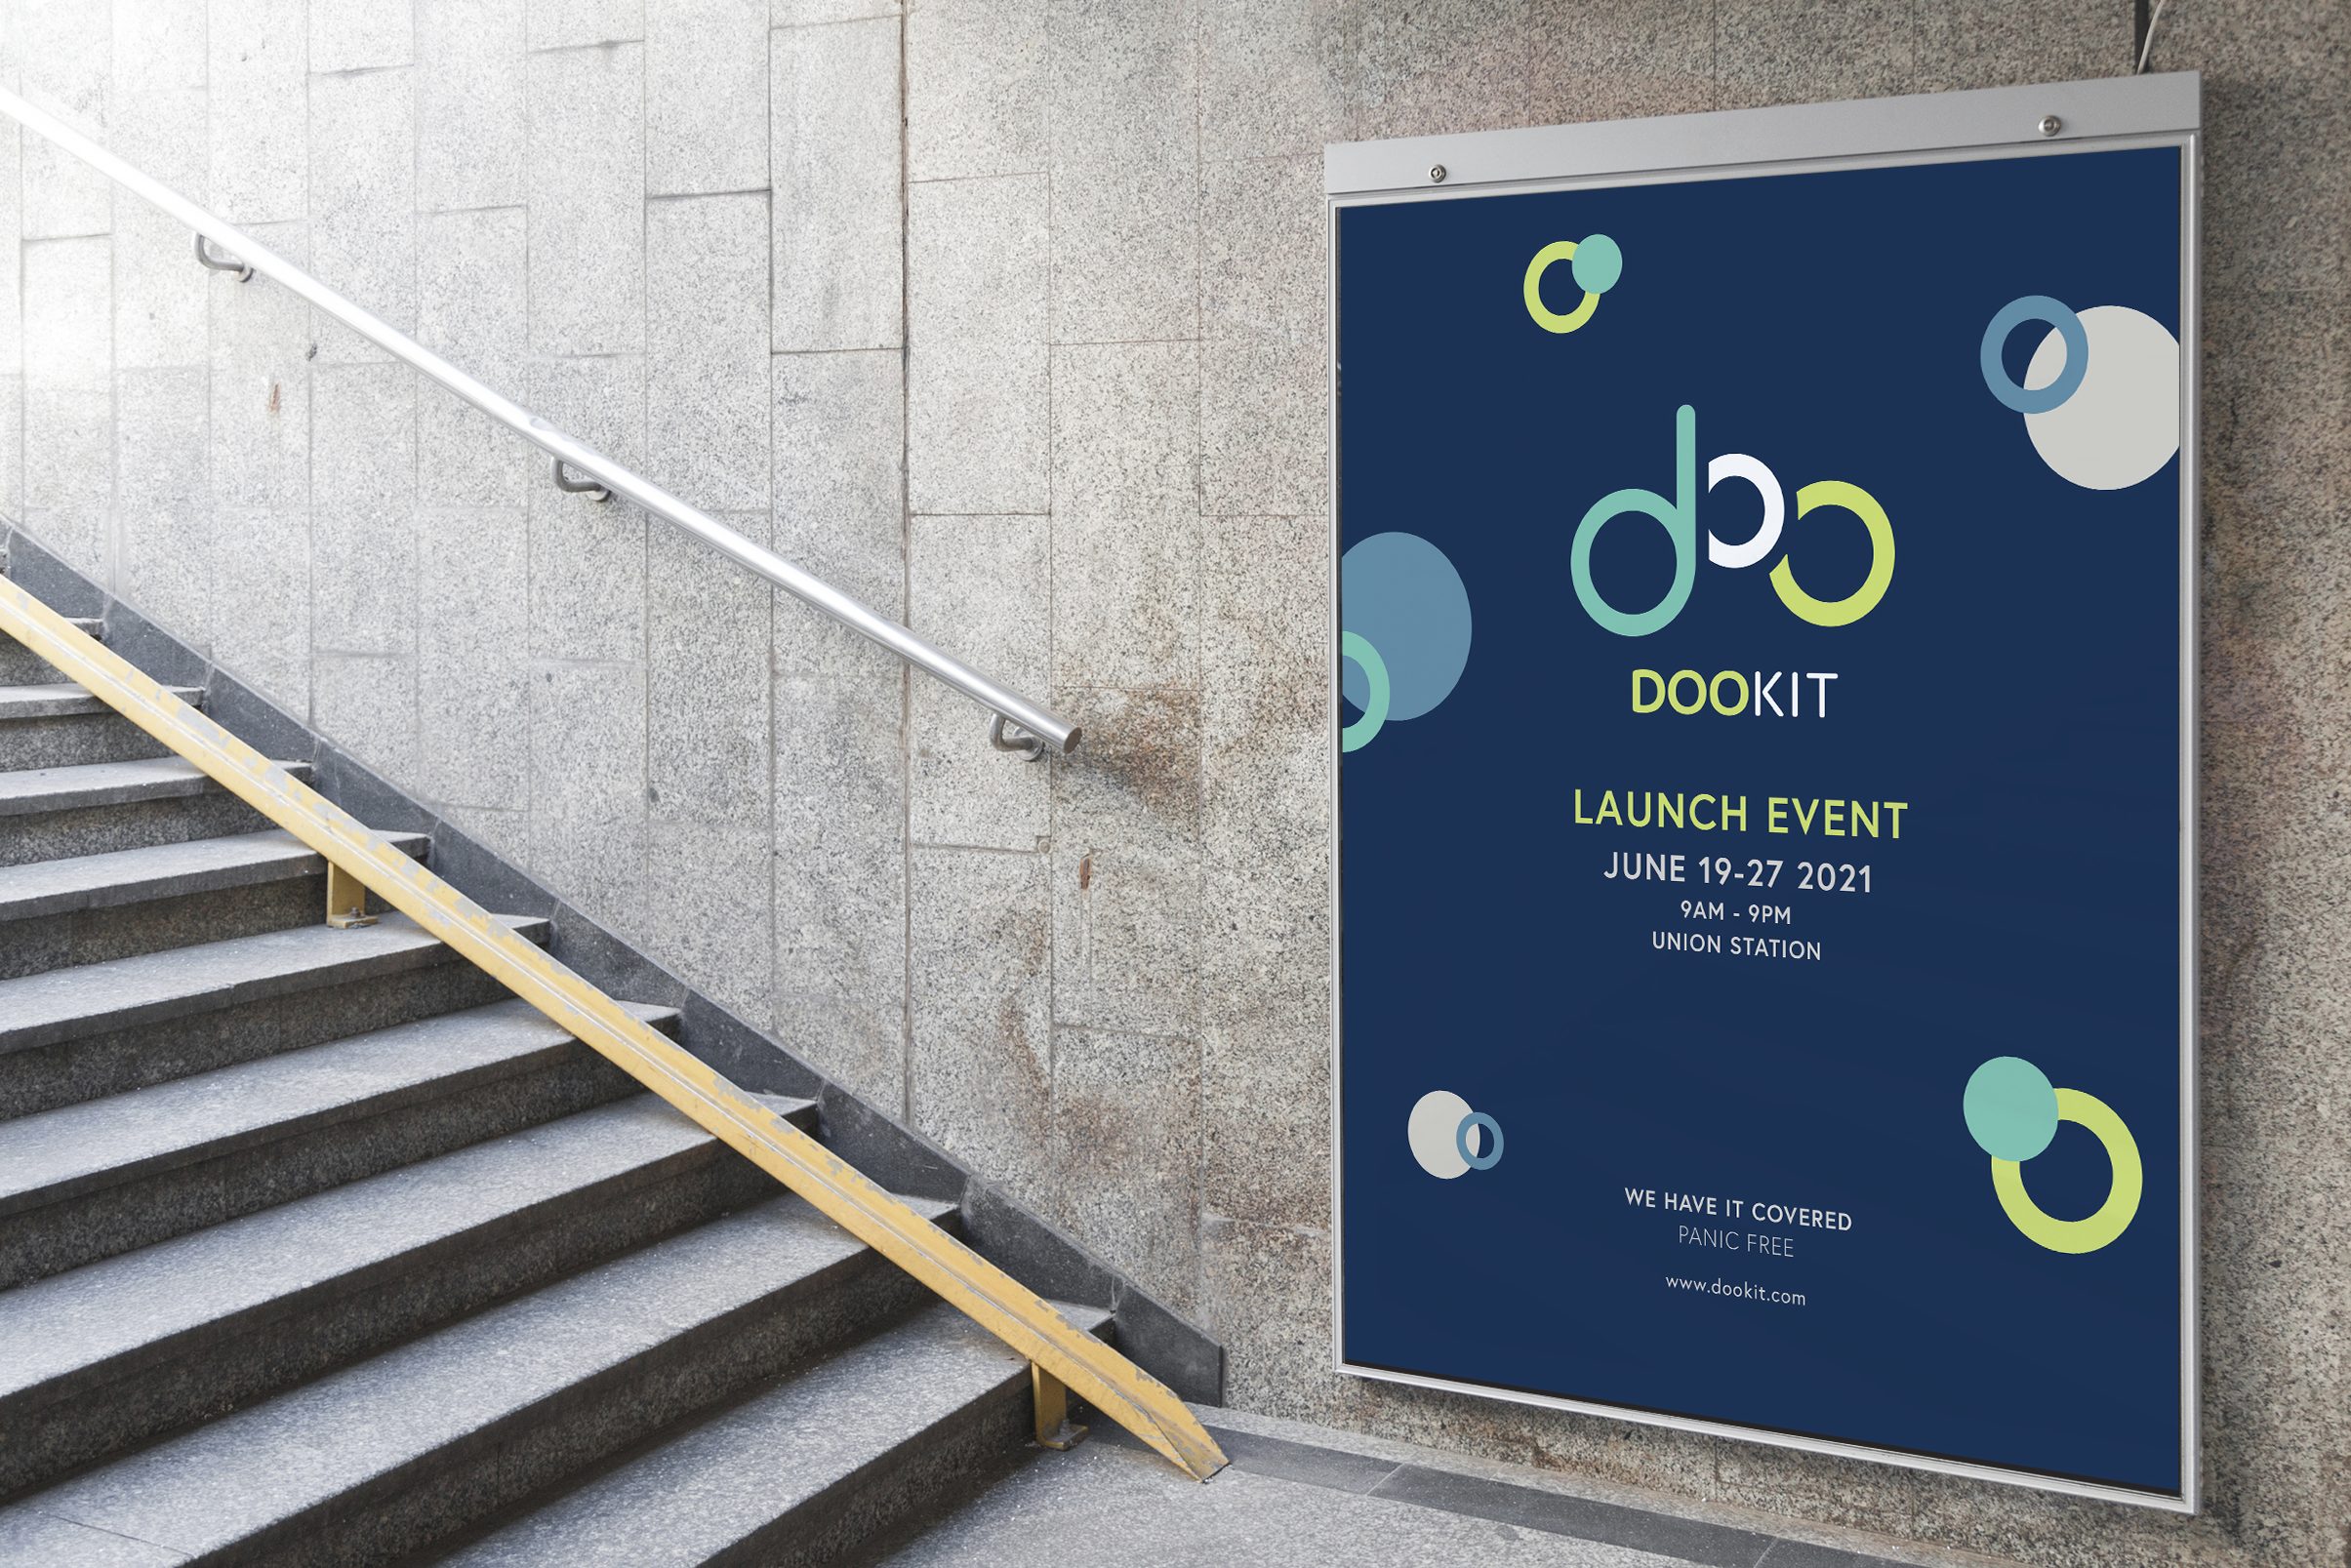 doo
DOOKIT
LAUNCH EVENT
JUNE 19-27 2021
9AM - 9PM
UNION STATION
WE HAVE IT COVERED
PANIC FREE
www.dookit.com